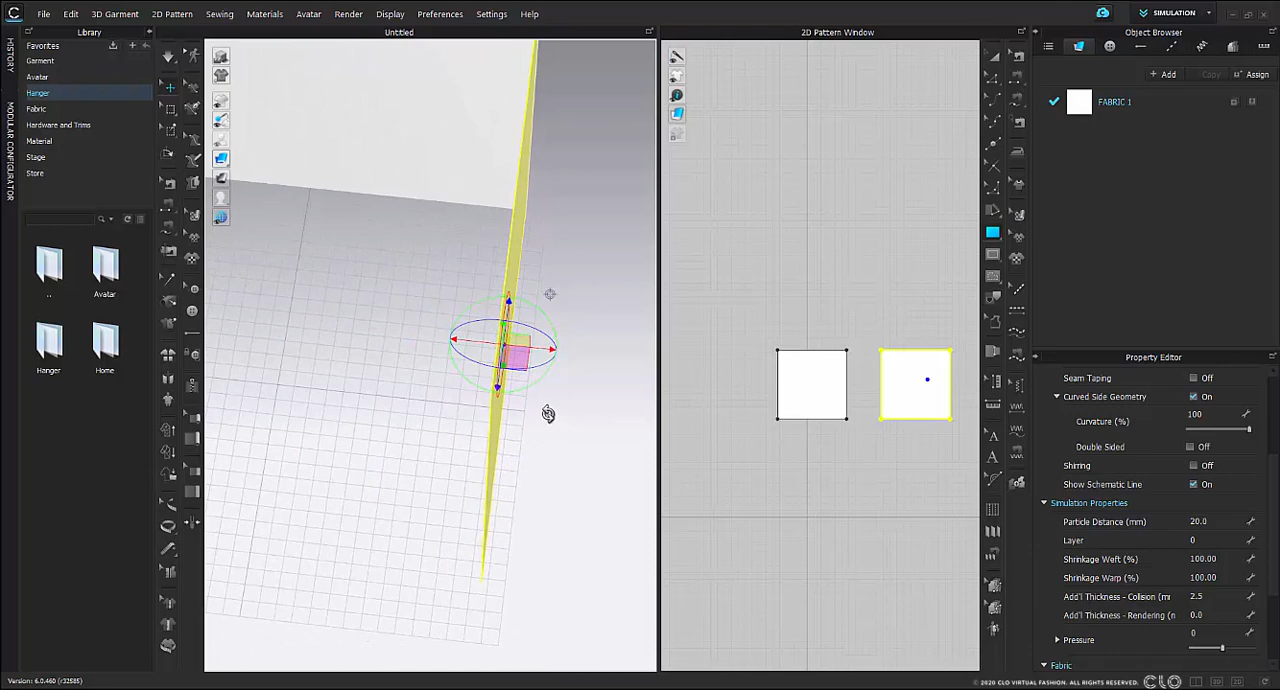 File Edit 3D Garment 2D Pattern Sewing Materials Avatar Render Display Preferences Settings Help
SIMULATION
Library
Untitled
2D Pattern Window
Object Browser
HISTORY
MODULAR CONFIGURATOR
Favorites
Garment
Avatar
Hanger
Fabric
Hardware and Trims
Material
Stage
Store
..
Avatar
Hanger
Home
Add
Copy
Assign
FABRIC 1
Property Editor
Seam Taping Off
Curved Side Geometry On
Curvature (%) 100
Double Sided Off
Shirring Off
Show Schematic Line On
Simulation Properties
Particle Distance (mm) 20.0
Layer 0
Shrinkage Weft (%) 100.00
Shrinkage Warp (%) 100.00
Add'l Thickness - Collision (m 2.5
Add'l Thickness - Rendering (n 0.0
Pressure 0
Fabric
Version: 6.0.460 (r32585)
© 2020 CLO VIRTUAL FASHION. ALL RIGHTS RESERVED. CLO
3D
2D